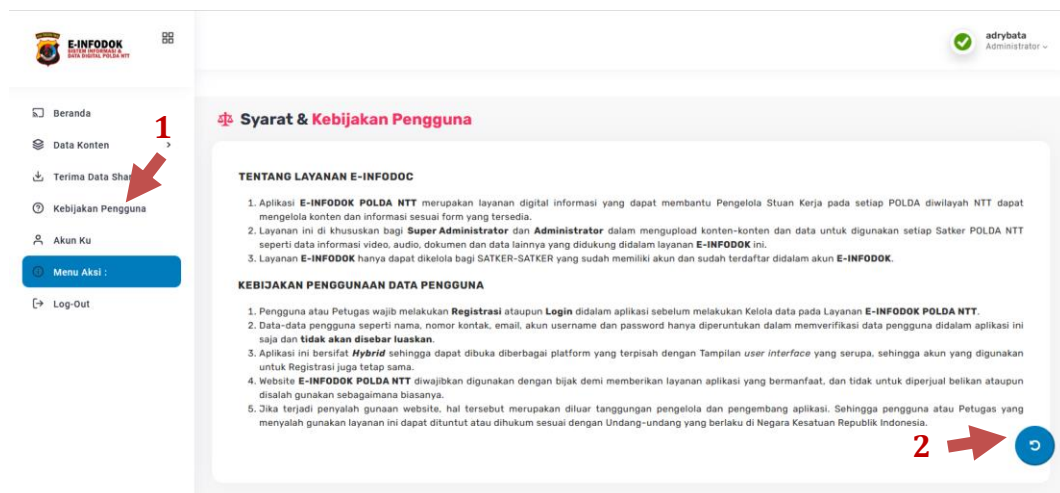 E-INFODOK
SISTEM INFORMASI &
DATA DIGITAL POLDA NTT
adrybata
Administrator
Beranda
1
Data Konten
Terima Data Shar
Kebijakan Pengguna
Akun Ku
Menu Aksi :
Log-Out
Syarat & Kebijakan Pengguna
TENTANG LAYANAN E-INFODOC
1. Aplikasi E-INFODOK POLDA NTT merupakan layanan digital informasi yang dapat membantu Pengelola Stuan Kerja pada setiap POLDA diwilayah NTT dapat
mengelola konten dan informasi sesuai form yang tersedia.
2. Layanan ini di khususkan bagi Super Administrator dan Administrator dalam mengupload konten-konten dan data untuk digunakan setiap Satker POLDA NTT
seperti data informasi video, audio, dokumen dan data lainnya yang didukung didalam layanan E-INFODOK ini.
3. Layanan E-INFODOK hanya dapat dikelola bagi SATKER-SATKER yang sudah memiliki akun dan sudah terdaftar didalam akun E-INFODOK.
KEBIJAKAN PENGGUNAAN DATA PENGGUNA
1. Pengguna atau Petugas wajib melakukan Registrasi ataupun Login didalam aplikasi sebelum melakukan Kelola data pada Layanan E-INFODOK POLDA NTT.
2. Data-data pengguna seperti nama, nomor kontak, email, akun username dan password hanya diperuntukan dalam memverifikasi data pengguna didalam aplikasi ini
saja dan tidak akan disebar luaskan.
3. Aplikasi ini bersifat Hybrid sehingga dapat dibuka diberbagai platform yang terpisah dengan Tampilan user interface yang serupa, sehingga akun yang digunakan
untuk Registrasi juga tetap sama.
4. Website E-INFODOK POLDA NTT diwajibkan digunakan dengan bijak demi memberikan layanan aplikasi yang bermanfaat, dan tidak untuk diperjual belikan ataupun
disalah gunakan sebagaimana biasanya.
5. Jika terjadi penyalah gunaan website, hal tersebut merupakan diluar tanggungan pengelola dan pengembang aplikasi. Sehingga pengguna atau Petugas yang
menyalah gunakan layanan ini dapat dituntut atau dihukum sesuai dengan Undang-undang yang berlaku di Negara Kesatuan Republik Indonesia.
2